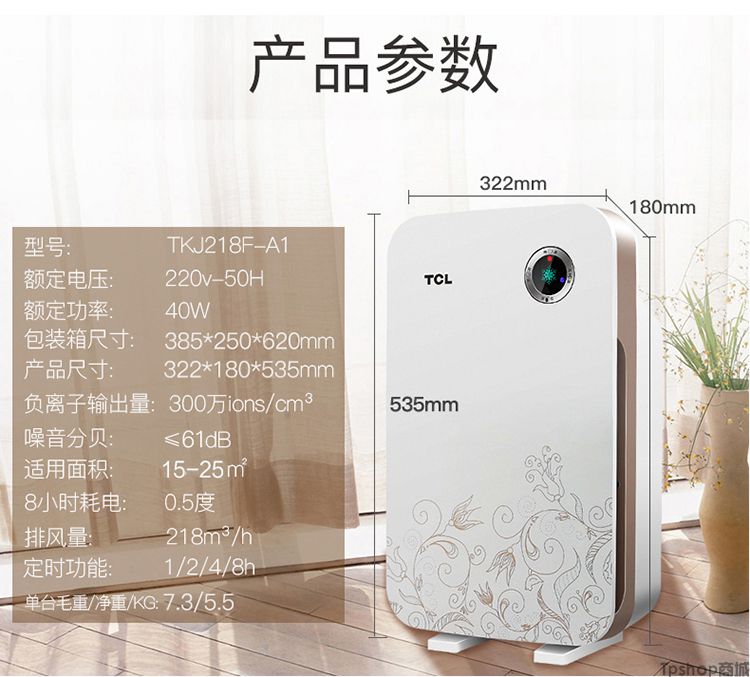 产品参数
322mm
180mm
型号: TKJ218F-A1
TCL
额定电压: 220v-50H
额定功率: 40W
包装箱尺寸: 385*250*620mm
产品尺寸: 322*180*535mm
负离子输出量: 300万ions/cm³
535mm
噪音分贝: ≤61dB
适用面积: 15-25㎡
8小时耗电: 0.5度
排风量: 218m³/h
定时功能: 1/2/4/8h
单台毛重/净重/KG: 7.3/5.5
Tpshop商城